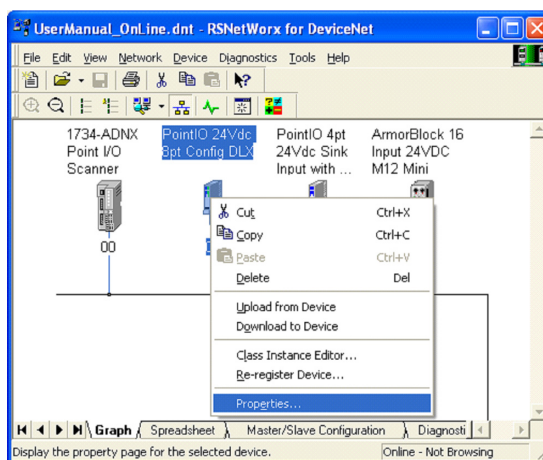 UserManual_OnLine.dnt - RSNetWorx for DeviceNet
File Edit View Network Device Diagnostics Tools Help
1734-ADNX
Point I/O
Scanner
PointIO 24Vdc
8pt Config DLX
PointIO 4pt
24Vdc Sink
Input with ...
ArmorBlock 16
Input 24VDC
M12 Mini
00
Cut Ctrl+X
Copy Ctrl+C
Paste Ctrl+V
Delete Del
Upload from Device
Download to Device
Class Instance Editor...
Re-register Device...
Properties...
Graph Spreadsheet Master/Slave Configuration Diagnosti
Display the property page for the selected device. Online - Not Browsing